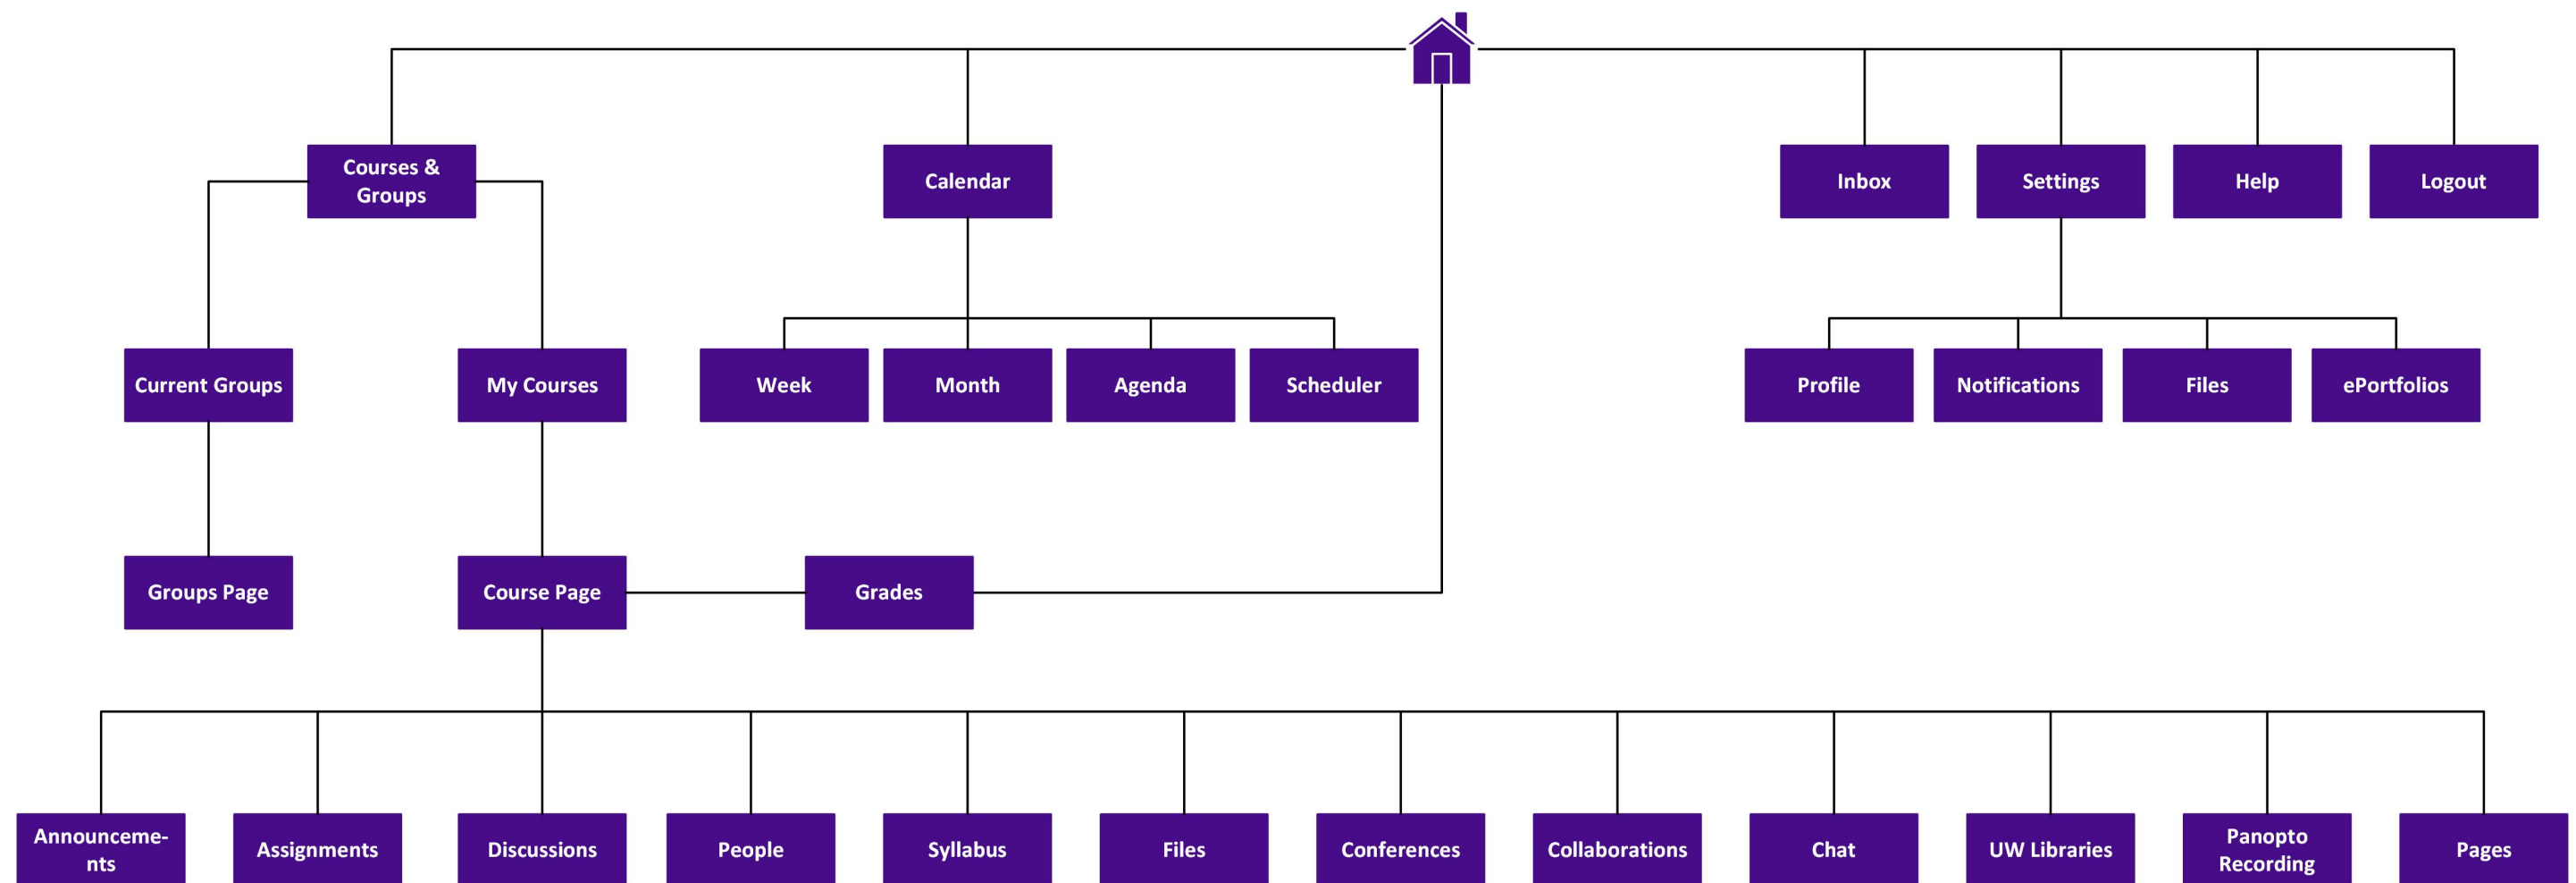 Courses &
Groups
Calendar
Inbox
Settings
Help
Logout
Current Groups
My Courses
Week
Month
Agenda
Scheduler
Profile
Notifications
Files
ePortfolios
Groups Page
Course Page
Grades
Announceme-
nts
Assignments
Discussions
People
Syllabus
Files
Conferences
Collaborations
Chat
UW Libraries
Panopto
Recording
Pages